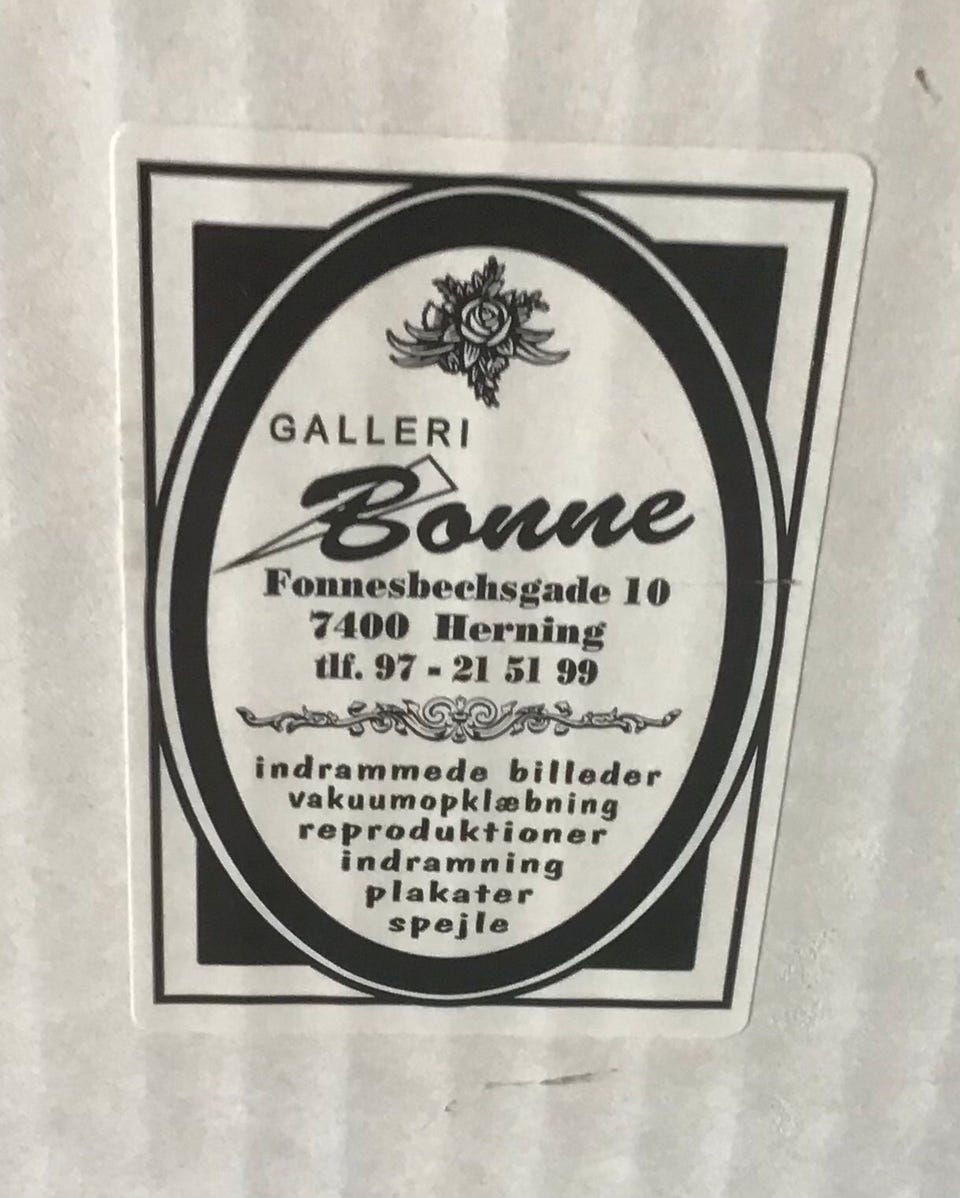 GALLERI
Bonne
Fonnesbechsgade 10
7400 Herning
tlf. 97 - 21 51 99
indrammede billeder
vakuumopklæbning
reproduktioner
indramning
plakater
spejle